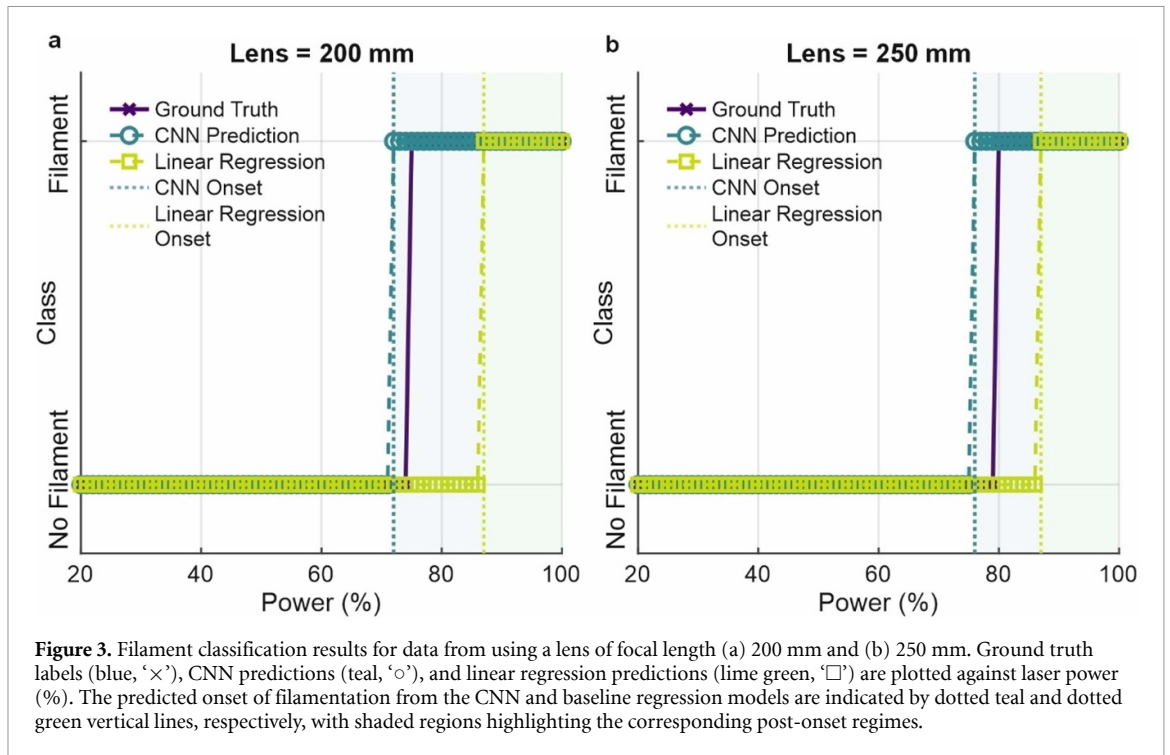 a
Lens = 200 mm
Filament
Class
No Filament
Ground Truth
CNN Prediction
Linear Regression
CNN Onset
Linear Regression
Onset
20 40 60 80 100
Power (%)
b
Lens = 250 mm
Filament
Class
No Filament
Ground Truth
CNN Prediction
Linear Regression
CNN Onset
Linear Regression
Onset
20 40 60 80 100
Power (%)
Figure 3. Filament classification results for data from using a lens of focal length (a) 200 mm and (b) 250 mm. Ground truth
labels (blue, ‘×’), CNN predictions (teal, ‘○’), and linear regression predictions (lime green, ‘□’) are plotted against laser power
(%). The predicted onset of filamentation from the CNN and baseline regression models are indicated by dotted teal and dotted
green vertical lines, respectively, with shaded regions highlighting the corresponding post-onset regimes.